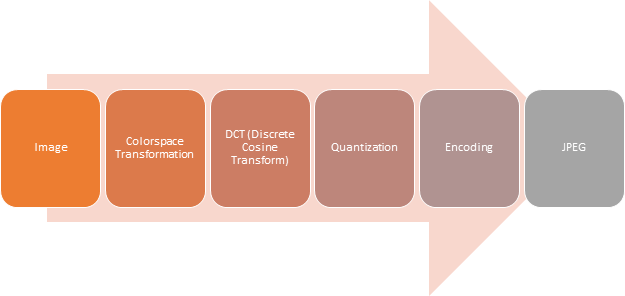 Image
Colorspace
Transformation
DCT (Discrete
Cosine
Transform)
Quantization
Encoding
JPEG